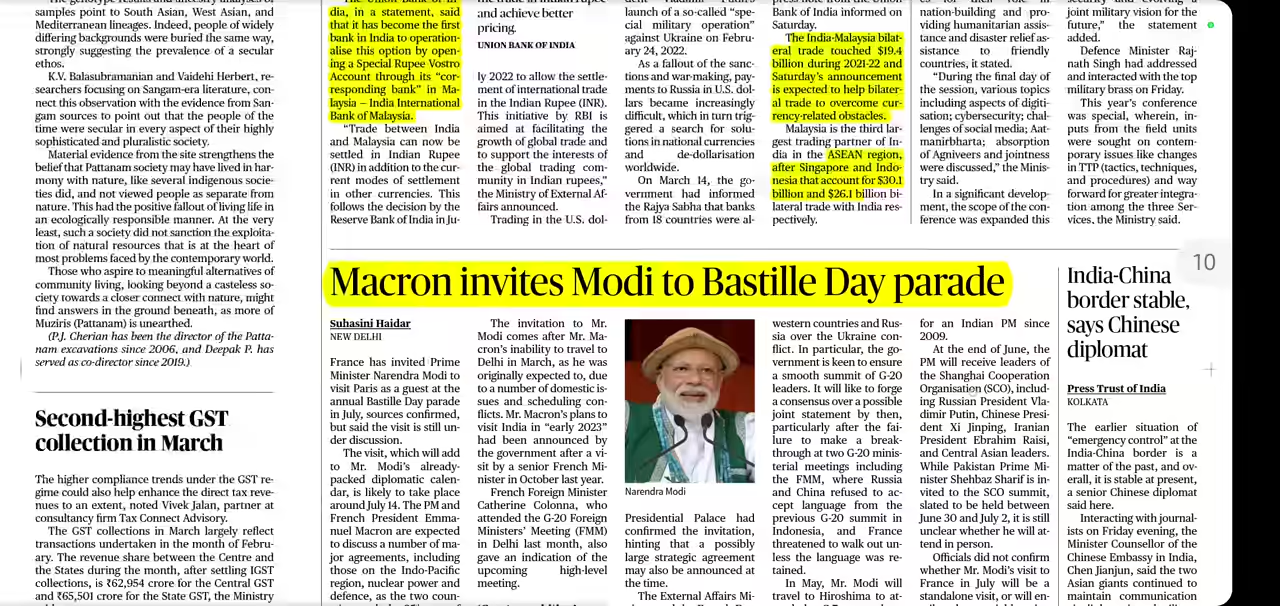 The genotype results and ancestry analyses of
samples point to South Asian, West Asian, and
Mediterranean lineages. Indeed, people of widely
differing backgrounds were buried the same way,
strongly suggesting the prevalence of a secular
ethos.
K.V. Balasubramanian and Vaidehi Herbert, re-
searchers focusing on Sangam-era literature, con-
nect this observation with the evidence from San-
gam sources to point out that the people of the
time were secular in every aspect of their highly
sophisticated and pluralistic society.
Material evidence from the site strengthens the
belief that Pattanam society may have lived in har-
mony with nature, like several indigenous socie-
ties did, and not viewed people as separate from
nature. This had the positive fallout of living life in
an ecologically responsible manner. At the very
least, such a society did not sanction the exploita-
tion of natural resources that is at the heart of
most problems faced by the contemporary world.
Those who aspire to meaningful alternatives of
community living, looking beyond a casteless so-
ciety towards a closer connect with nature, might
find answers in the ground beneath, as more of
Muziris (Pattanam) is unearthed.
(P.J. Cherian has been the director of the Patta-
nam excavations since 2006, and Deepak P. has
served as co-director since 2019.)
Second-highest GST
collection in March
The higher compliance trends under the GST re-
gime could also help enhance the direct tax reve-
nues to an extent, noted Vivek Jalan, partner at
consultancy firm Tax Connect Advisory.
The GST collections in March largely reflect
transactions undertaken in the month of Febru-
ary. The revenue share between the Centre and
the States during the month, after settling IGST
collections, is ₹62,954 crore for the Central GST
and ₹65,501 crore for the State GST, the Ministry
The Union Bank of In-
dia, in a statement, said
that it has become the first
bank in India to operation-
alise this option by open-
ing a Special Rupee Vostro
Account through its “cor-
responding bank” in Ma-
laysia – India International
Bank of Malaysia.
“Trade between India
and Malaysia can now be
settled in Indian Rupee
(INR) in addition to the cur-
rent modes of settlement
in other currencies. This
follows the decision by the
Reserve Bank of India in Ju-
the trade in Indian Rupee
and achieve better
pricing.
UNION BANK OF INDIA
ly 2022 to allow the settle-
ment of international trade
in the Indian Rupee (INR).
This initiative by RBI is
aimed at facilitating the
growth of global trade and
to support the interests of
the global trading com-
munity in Indian rupees,”
the Ministry of External Af-
fairs announced.
Trading in the U.S. dol-
launch of a so-called “spe-
cial military operation”
against Ukraine on Febru-
ary 24, 2022.
As a fallout of the sanc-
tions and war-making, pay-
ments to Russia in U.S. dol-
lars became increasingly
difficult, which in turn trig-
gered a search for solu-
tions in national currencies
and de-dollarisation
worldwide.
On March 14, the go-
vernment had informed
the Rajya Sabha that banks
from 18 countries were al-
Bank of India informed on
Saturday.
The India-Malaysia bilat-
eral trade touched $19.4
billion during 2021-22 and
Saturday’s announcement
is expected to help bilater-
al trade to overcome cur-
rency-related obstacles.
Malaysia is the third lar-
gest trading partner of In-
dia in the ASEAN region,
after Singapore and Indo-
nesia that account for $30.1
billion and $26.1 billion bi-
lateral trade with India res-
pectively.
nation-building and pro-
viding humanitarian assis-
tance and disaster relief as-
sistance to friendly
countries, it stated.
“During the final day of
the session, various topics
including aspects of digiti-
sation; cybersecurity; chal-
lenges of social media; Aat-
manirbharta; absorption
of Agniveers and jointness
were discussed,” the Minis-
try said.
In a significant develop-
ment, the scope of the con-
ference was expanded this
joint military vision for the
future,” the statement
added.
Defence Minister Raj-
nath Singh had addressed
and interacted with the top
military brass on Friday.
This year’s conference
was special, wherein, in-
puts from the field units
were sought on contem-
porary issues like changes
in TTP (tactics, techniques,
and procedures) and way
forward for greater integra-
tion among the three Ser-
vices, the Ministry said.
10
Macron invites Modi to Bastille Day parade
Suhasini Haidar
NEW DELHI
France has invited Prime
Minister Narendra Modi to
visit Paris as a guest at the
annual Bastille Day parade
in July, sources confirmed,
but said the visit is still un-
der discussion.
The visit, which will add
to Mr. Modi’s already-
packed diplomatic calen-
dar, is likely to take place
around July 14. The PM and
French President Emma-
nuel Macron are expected
to discuss a number of ma-
jor agreements, including
those on the Indo-Pacific
region, nuclear power and
defence, as the two coun-
The invitation to Mr.
Modi comes after Mr. Ma-
cron’s inability to travel to
Delhi in March, as he was
originally expected to, due
to a number of domestic is-
sues and scheduling con-
flicts. Mr. Macron’s plans to
visit India in “early 2023”
had been announced by
the government after a vi-
sit by a senior French Mi-
nister in October last year.
French Foreign Minister
Catherine Colonna, who
attended the G-20 Foreign
Ministers’ Meeting (FMM)
in Delhi last month, also
gave an indication of the
upcoming high-level
meeting.
Narendra Modi
Presidential Palace had
confirmed the invitation,
hinting that a possibly
large strategic agreement
may also be announced at
the time.
The External Affairs Mi-
western countries and Rus-
sia over the Ukraine con-
flict. In particular, the go-
vernment is keen to ensure
a smooth summit of G-20
leaders. It will like to forge
a consensus over a possible
joint statement by then,
particularly after the fai-
lure to make a break-
through at two G-20 minis-
terial meetings including
the FMM, where Russia
and China refused to ac-
cept language from the
previous G-20 summit in
Indonesia, and France
threatened to walk out un-
less the language was re-
tained.
In May, Mr. Modi will
travel to Hiroshima to at-
for an Indian PM since
2009.
At the end of June, the
PM will receive leaders of
the Shanghai Cooperation
Organisation (SCO), includ-
ing Russian President Vla-
dimir Putin, Chinese Presi-
dent Xi Jinping, Iranian
President Ebrahim Raisi,
and Central Asian leaders.
While Pakistan Prime Mi-
nister Shehbaz Sharif is in-
vited to the SCO summit,
slated to be held between
June 30 and July 2, it is still
unclear whether he will at-
tend in person.
Officials did not confirm
whether Mr. Modi’s visit to
France in July will be a
standalone visit, or will en-
India-China
border stable,
says Chinese
diplomat
Press Trust of India
KOLKATA
The earlier situation of
“emergency control” at the
India-China border is a
matter of the past, and ov-
erall, it is stable at present,
a senior Chinese diplomat
said here.
Interacting with journal-
ists on Friday evening, the
Minister Counsellor of the
Chinese Embassy in India,
Chen Jianjun, said the two
Asian giants continued to
maintain communication